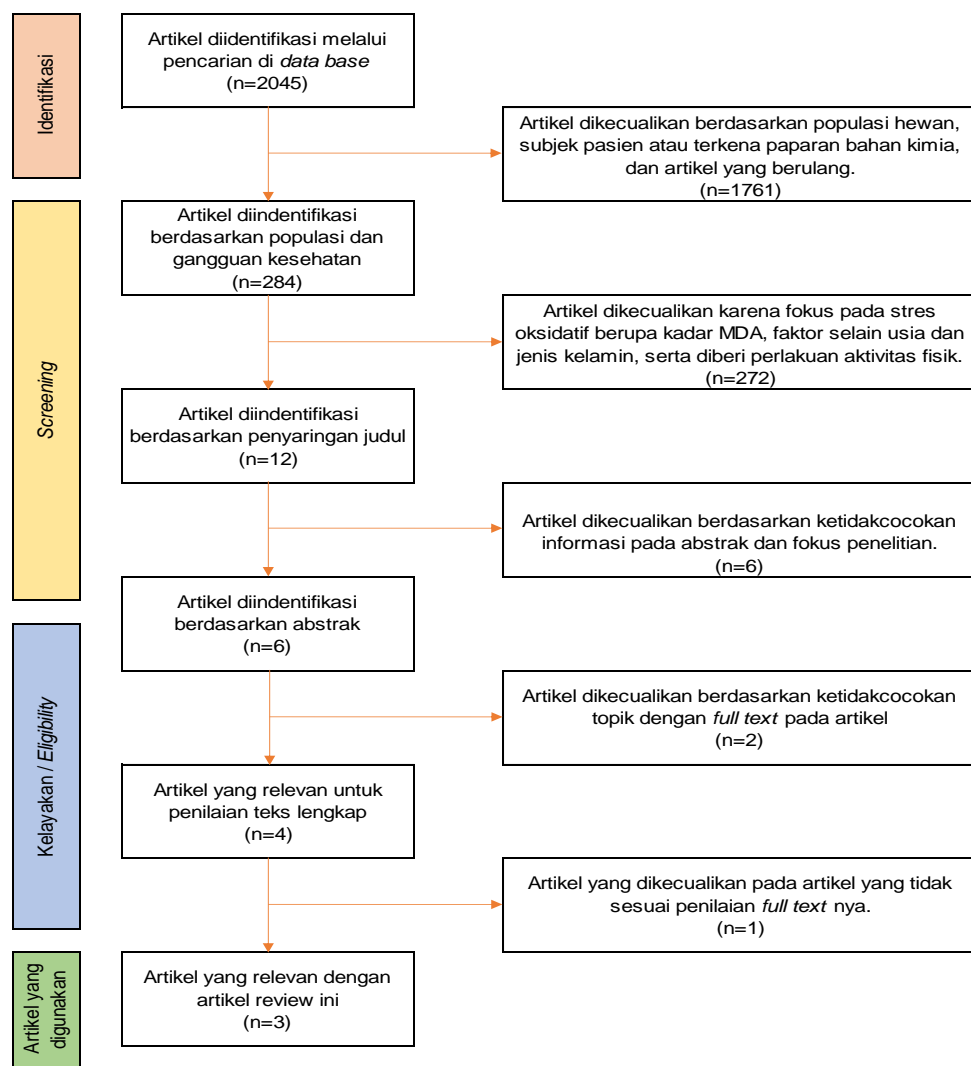 Identifikasi
Artikel diidentifikasi melalui
pencarian di data base
(n=2045)
Artikel dikecualikan berdasarkan populasi hewan,
subjek pasien atau terkena paparan bahan kimia,
dan artikel yang berulang.
(n=1761)
Screening
Artikel diindentifikasi
berdasarkan populasi dan
gangguan kesehatan
(n=284)
Artikel dikecualikan karena fokus pada stres
oksidatif berupa kadar MDA, faktor selain usia dan
jenis kelamin, serta diberi perlakuan aktivitas fisik.
(n=272)
Artikel diindentifikasi
berdasarkan penyaringan judul
(n=12)
Artikel dikecualikan berdasarkan ketidakcocokan
informasi pada abstrak dan fokus penelitian.
(n=6)
Artikel diindentifikasi
berdasarkan abstrak
(n=6)
Kelayakan / Eligibility
Artikel dikecualikan berdasarkan ketidakcocokan
topik dengan full text pada artikel
(n=2)
Artikel yang relevan untuk
penilaian teks lengkap
(n=4)
Artikel yang dikecualikan pada artikel yang tidak
sesuai penilaian full text nya.
(n=1)
Artikel yang
digunakan
Artikel yang relevan dengan
artikel review ini
(n=3)